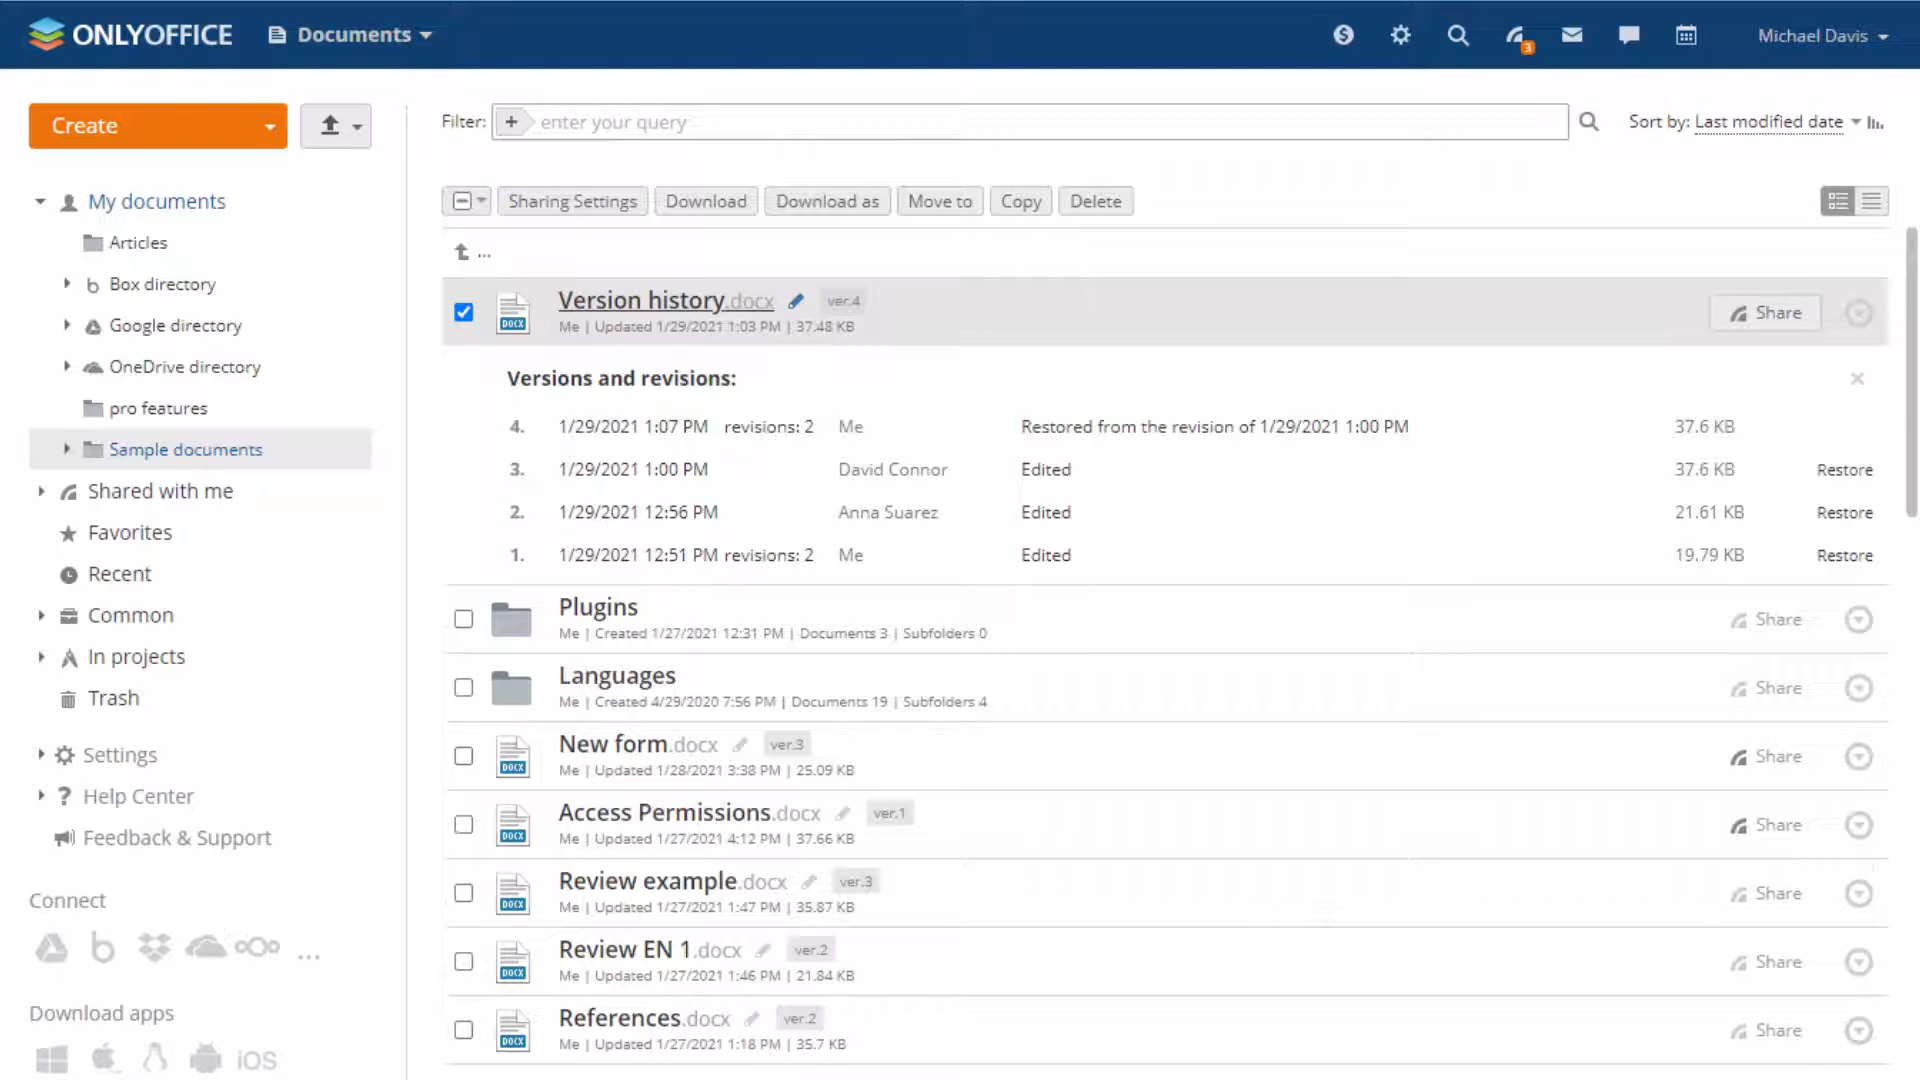 ONLYOFFICE Documents Michael Davis
3
Create
Filter: + enter your query Sort by: Last modified date
Sharing Settings Download Download as Move to Copy Delete
...
My documents
Articles
Box directory
Google directory
OneDrive directory
pro features
Sample documents
Shared with me
Favorites
Recent
Common
In projects
Trash
Settings
? Help Center
Feedback & Support
Connect
...
Download apps
iOS
Version history.docx ver.4
DOCX
Me | Updated 1/29/2021 1:03 PM | 37.48 KB
Share
Versions and revisions:
4. 1/29/2021 1:07 PM revisions: 2 Me Restored from the revision of 1/29/2021 1:00 PM 37.6 KB
3. 1/29/2021 1:00 PM David Connor Edited 37.6 KB Restore
2. 1/29/2021 12:56 PM Anna Suarez Edited 21.61 KB Restore
1. 1/29/2021 12:51 PM revisions: 2 Me Edited 19.79 KB Restore
Plugins
Me | Created 1/27/2021 12:31 PM | Documents 3 | Subfolders 0
Share
Languages
Me | Created 4/29/2020 7:56 PM | Documents 19 | Subfolders 4
Share
New form.docx ver.3
DOCX
Me | Updated 1/28/2021 3:38 PM | 25.09 KB
Share
Access Permissions.docx ver.1
DOCX
Me | Updated 1/27/2021 4:12 PM | 37.66 KB
Share
Review example.docx ver.3
DOCX
Me | Updated 1/27/2021 1:47 PM | 35.87 KB
Share
Review EN 1.docx ver.2
DOCX
Me | Updated 1/27/2021 1:46 PM | 21.84 KB
Share
References.docx ver.2
DOCX
Me | Updated 1/27/2021 1:18 PM | 35.7 KB
Share